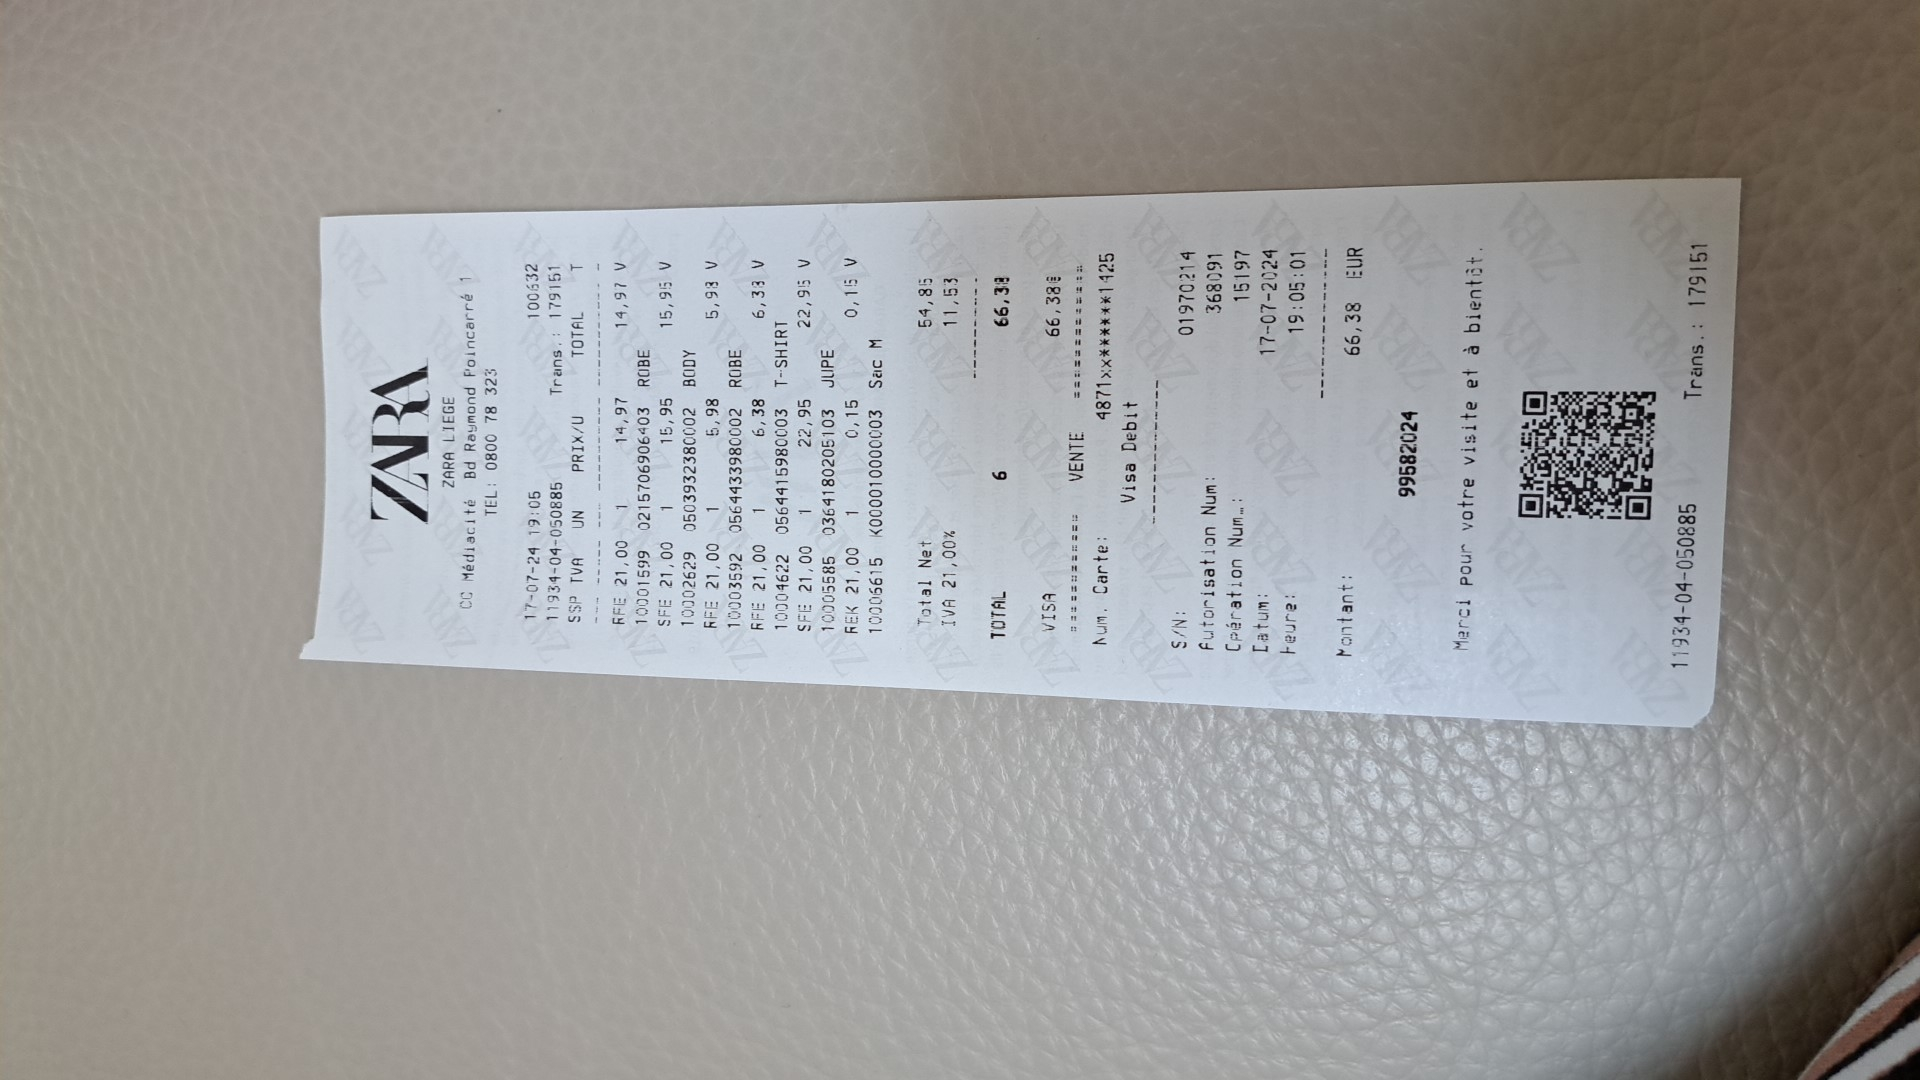 ZARA
ZARA LIEGE
CC Médiacité Bd Raymond Poincarré 1
TEL: 0800 78 323
17-07-24 19:05 100632
11934-04-050885 Trans.: 179151
SSP TVA UN PRIX/U TOTAL T
RFE 21,00 1 14,97 14,97 V
10001599 0215706906403 ROBE
SFE 21,00 1 15,95 15,95 V
10002629 0503932380002 BODY
RFE 21,00 1 5,98 5,98 V
10003592 0564433980002 ROBE
RFE 21,00 1 6,38 6,38 V
10004622 0564415980003 T-SHIRT
SFE 21,00 1 22,95 22,95 V
10005585 0364180205103 JUPE
REK 21,00 1 0,15 0,15 V
10006615 K0000100000003 Sac M
Total Net 54,85
IVA 21,00% 11,53
TOTAL 6 66,38
VISA 66,38
=========== VENTE ===========
Num. Carte: 4871xx******1425
Visa Debit
S/N: 01970214
Autorisation Num: 368091
Opération Num.: 15197
Datum: 17-07-2024
Heure: 19:05:01
Montant: 66,38 EUR
99582024
Merci pour votre visite et à bientôt.
11934-04-050885 Trans.: 179151